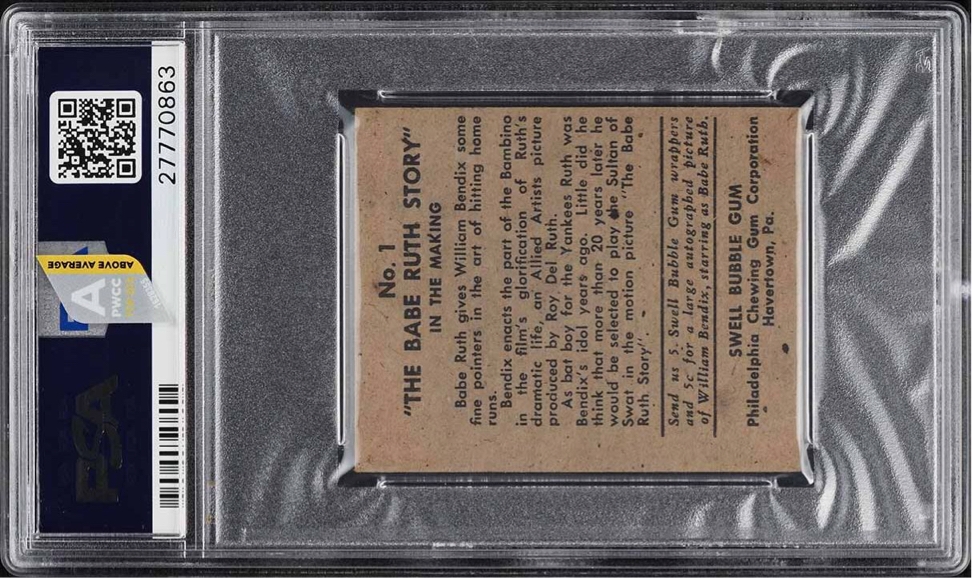 27770863
PSA
ABOVE AVERAGE
A
PWCC
No. 1
"THE BABE RUTH STORY"
IN THE MAKING
Babe Ruth gives William Bendix some
fine pointers in the art of hitting home
runs.
Bendix enacts the part of the Bambino
in the film's glorification of Ruth's
dramatic life, an Allied Artists picture
produced by Roy Del Ruth.
As bat boy for the Yankees Ruth was
Bendix's idol years ago. Little did he
think that more than 20 years later he
would be selected to play the Sultan of
Swat in the motion picture "The Babe
Ruth Story".
Send us 5 Swell Bubble Gum wrappers
and 5c for a large autographed picture
of William Bendix, starring as Babe Ruth.
SWELL BUBBLE GUM
Philadelphia Chewing Gum Corporation
Havertown, Pa.